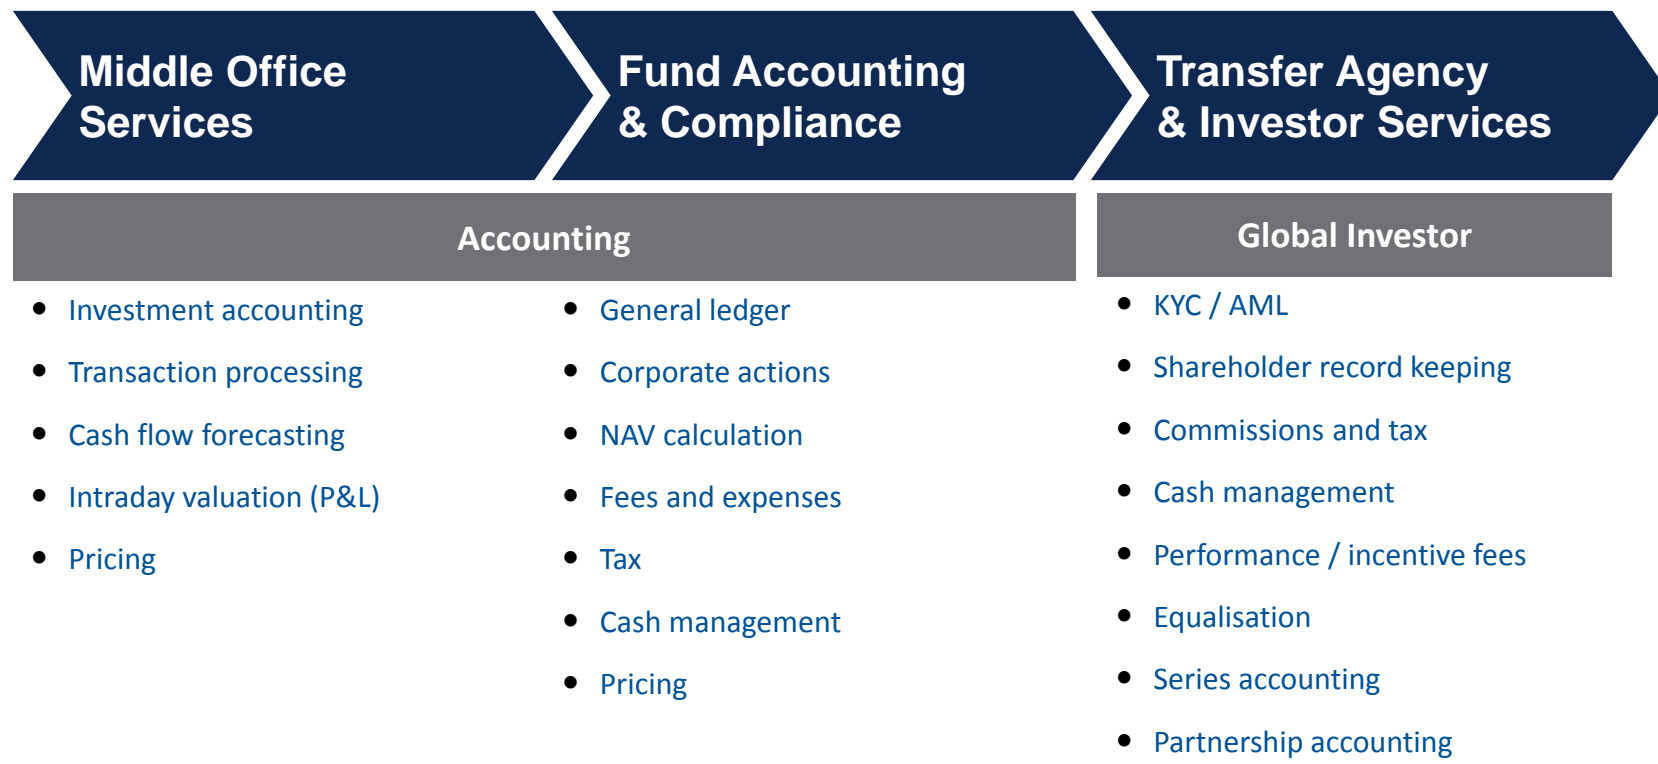 Middle Office
Services
Fund Accounting
& Compliance
Transfer Agency
& Investor Services
Accounting
Global Investor
• Investment accounting
• Transaction processing
• Cash flow forecasting
• Intraday valuation (P&L)
• Pricing
• General ledger
• Corporate actions
• NAV calculation
• Fees and expenses
• Tax
• Cash management
• Pricing
• KYC / AML
• Shareholder record keeping
• Commissions and tax
• Cash management
• Performance / incentive fees
• Equalisation
• Series accounting
• Partnership accounting